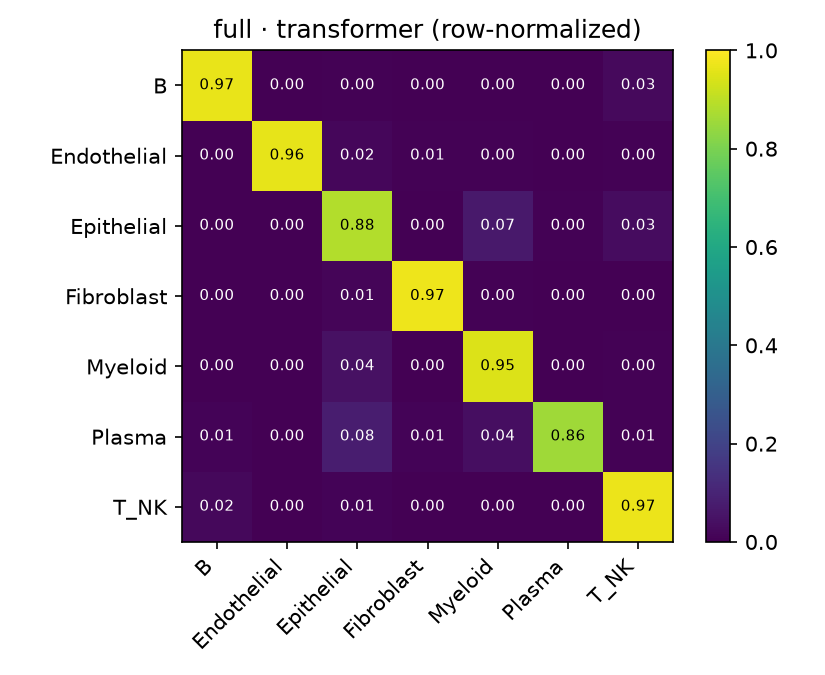 full · transformer (row-normalized)
B 0.97 0.00 0.00 0.00 0.00 0.00 0.03
Endothelial 0.00 0.96 0.02 0.01 0.00 0.00 0.00
Epithelial 0.00 0.00 0.88 0.00 0.07 0.00 0.03
Fibroblast 0.00 0.00 0.01 0.97 0.00 0.00 0.00
Myeloid 0.00 0.00 0.04 0.00 0.95 0.00 0.00
Plasma 0.01 0.00 0.08 0.01 0.04 0.86 0.01
T_NK 0.02 0.00 0.01 0.00 0.00 0.00 0.97
B Endothelial Epithelial Fibroblast Myeloid Plasma T_NK
1.0
0.8
0.6
0.4
0.2
0.0